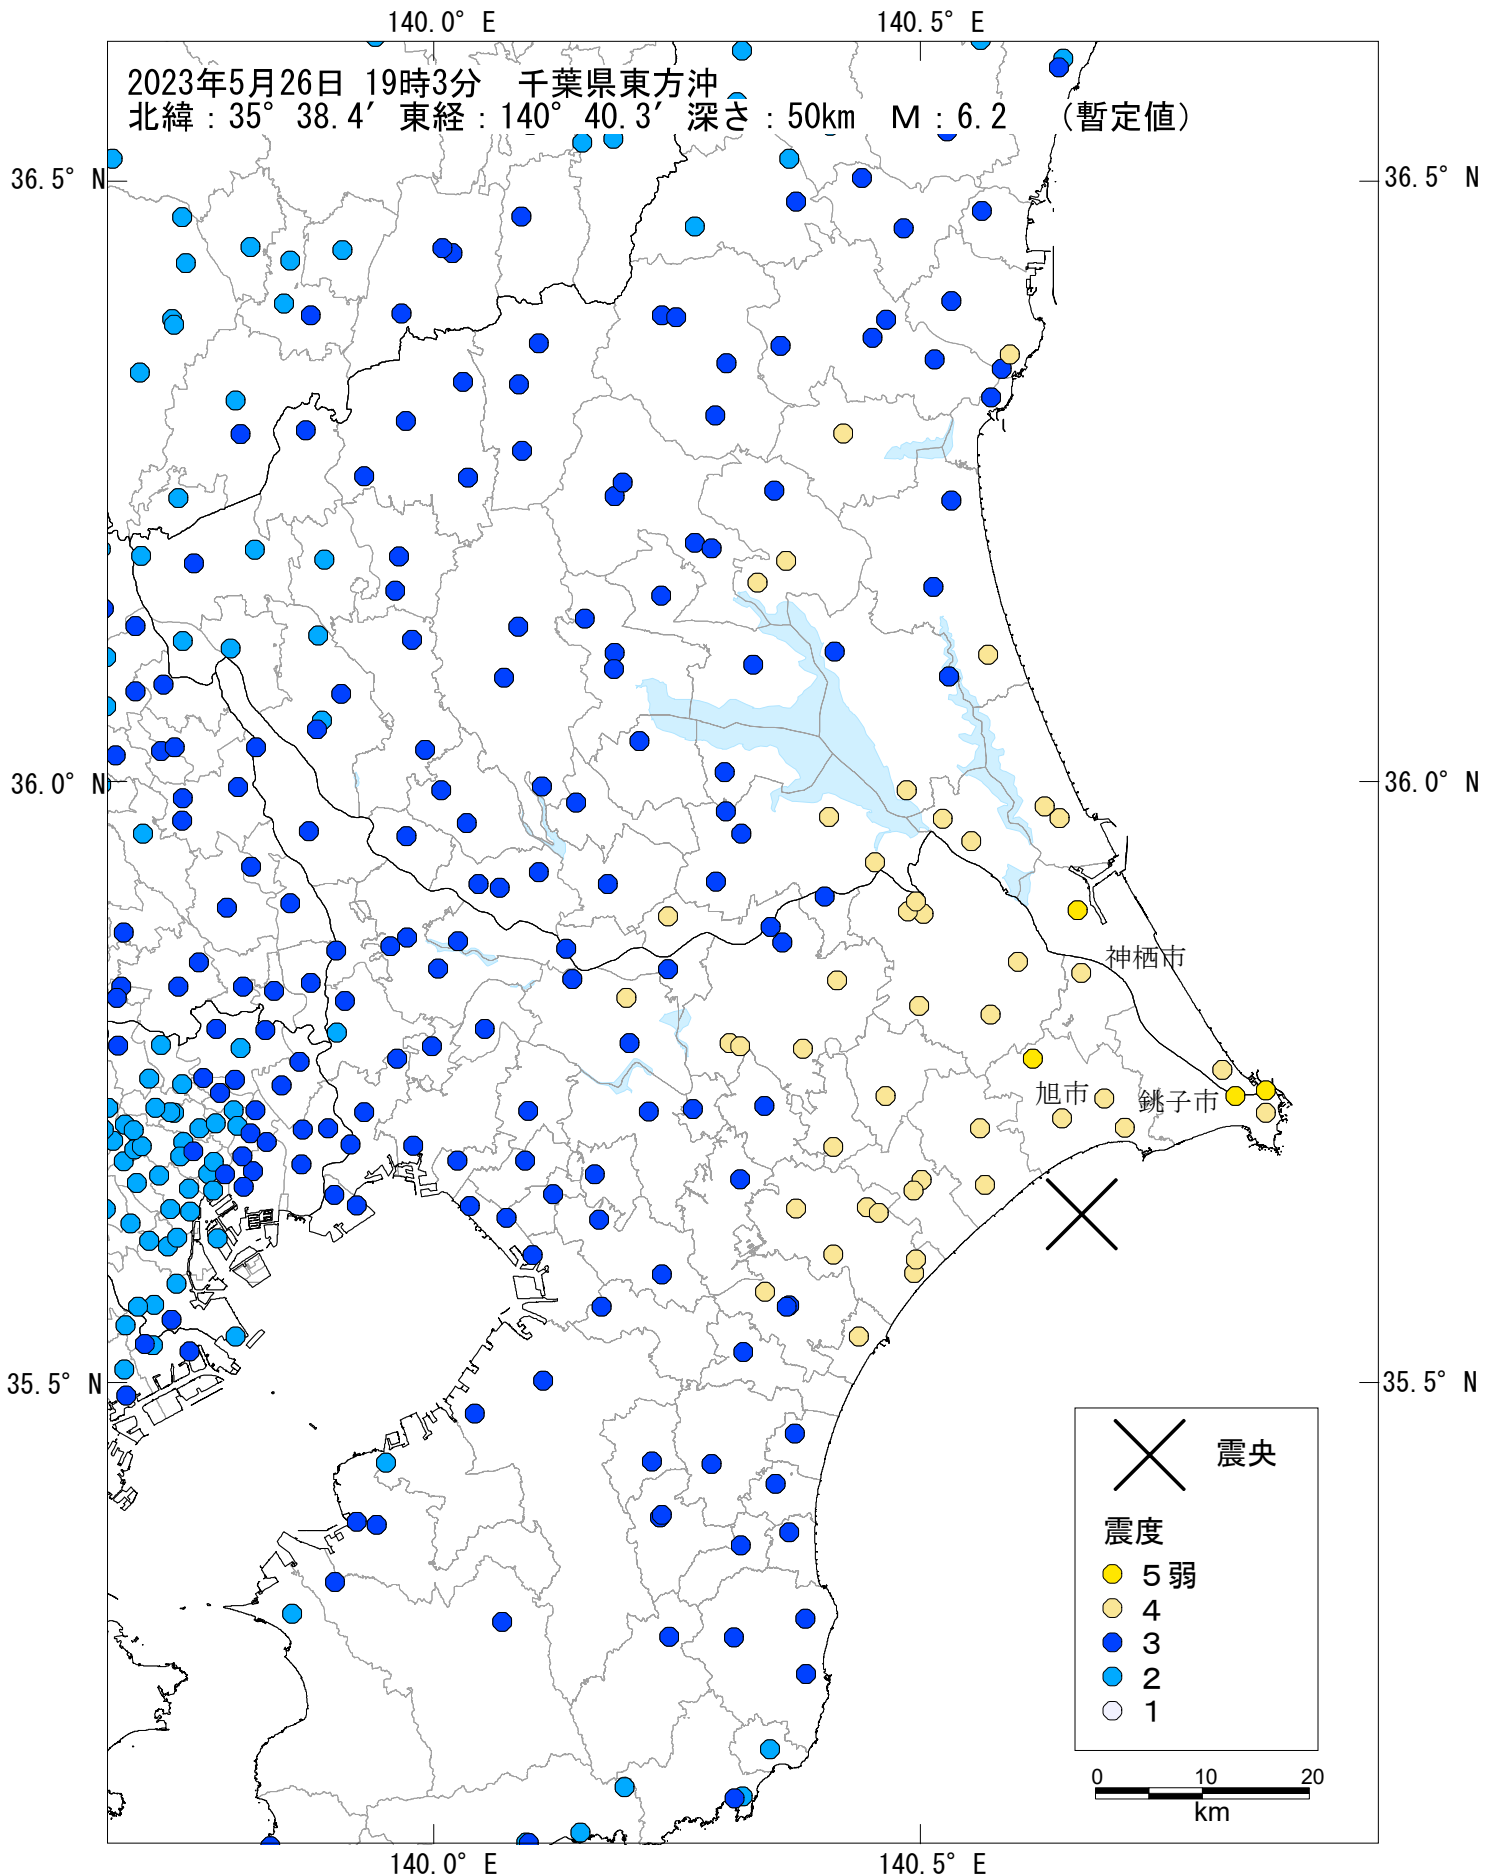 140.0° E 140.5° E
2023年5月26日 19時3分 千葉県東方沖
北緯：35° 38.4′ 東経：140° 40.3′ 深さ：50km M：6.2 （暫定値）
36.5° N 36.5° N
36.0° N 36.0° N
神栖市
旭市 銚子市
35.5° N 35.5° N
震央
震度
５弱
４
３
２
１
0 10 20
km
140.0° E 140.5° E